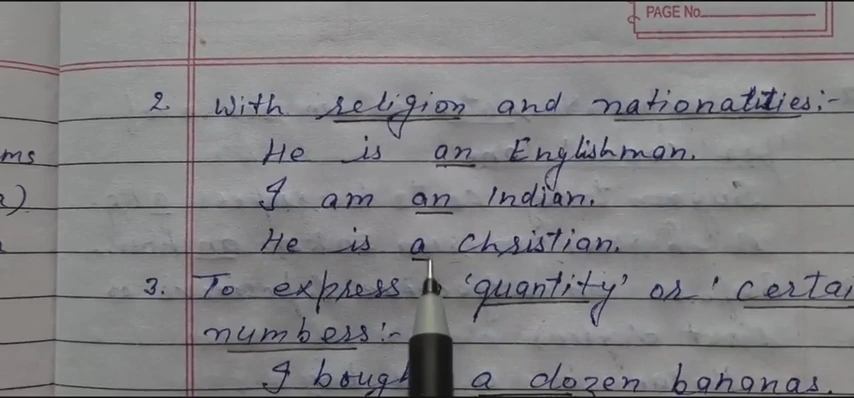 PAGE No.
2. With religion and nationalities:-
ms
He is an Englishman.
a)
I am an Indian.
He is a Christian.
3. To express 'quantity' or 'certai
numbers:-
I bough a dozen bananas.